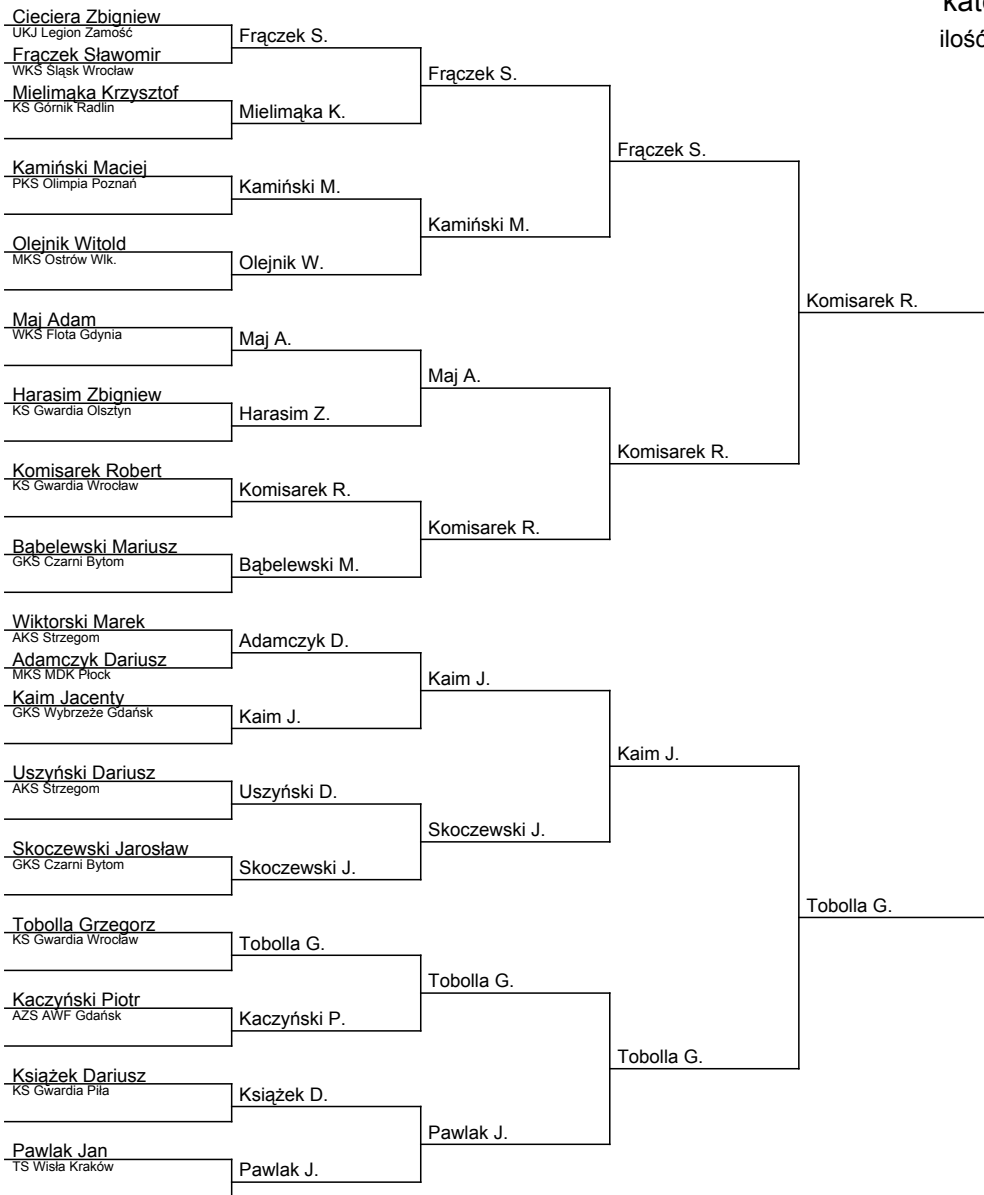 Cieciera Zbigniew
UKJ Legion Zamość
Frączek Sławomir
WKS Śląsk Wrocław
Mielimąka Krzysztof
KS Górnik Radlin
Kamiński Maciej
PKS Olimpia Poznań
Olejnik Witold
MKS Ostrów Wlk.
Maj Adam
WKS Flota Gdynia
Harasim Zbigniew
KS Gwardia Olsztyn
Komisarek Robert
KS Gwardia Wrocław
Bąbelewski Mariusz
GKS Czarni Bytom
Wiktorski Marek
AKS Strzegom
Adamczyk Dariusz
MKS MDK Płock
Kaim Jacenty
GKS Wybrzeże Gdańsk
Uszyński Dariusz
AKS Strzegom
Skoczewski Jarosław
GKS Czarni Bytom
Tobolla Grzegorz
KS Gwardia Wrocław
Kaczyński Piotr
AZS AWF Gdańsk
Książek Dariusz
KS Gwardia Piła
Pawlak Jan
TS Wisła Kraków
Frączek S.
Mielimąka K.
Kamiński M.
Olejnik W.
Maj A.
Harasim Z.
Komisarek R.
Bąbelewski M.
Adamczyk D.
Kaim J.
Uszyński D.
Skoczewski J.
Tobolla G.
Kaczyński P.
Książek D.
Pawlak J.
Frączek S.
Kamiński M.
Maj A.
Komisarek R.
Kaim J.
Skoczewski J.
Tobolla G.
Pawlak J.
Frączek S.
Komisarek R.
Kaim J.
Tobolla G.
Komisarek R.
Tobolla G.